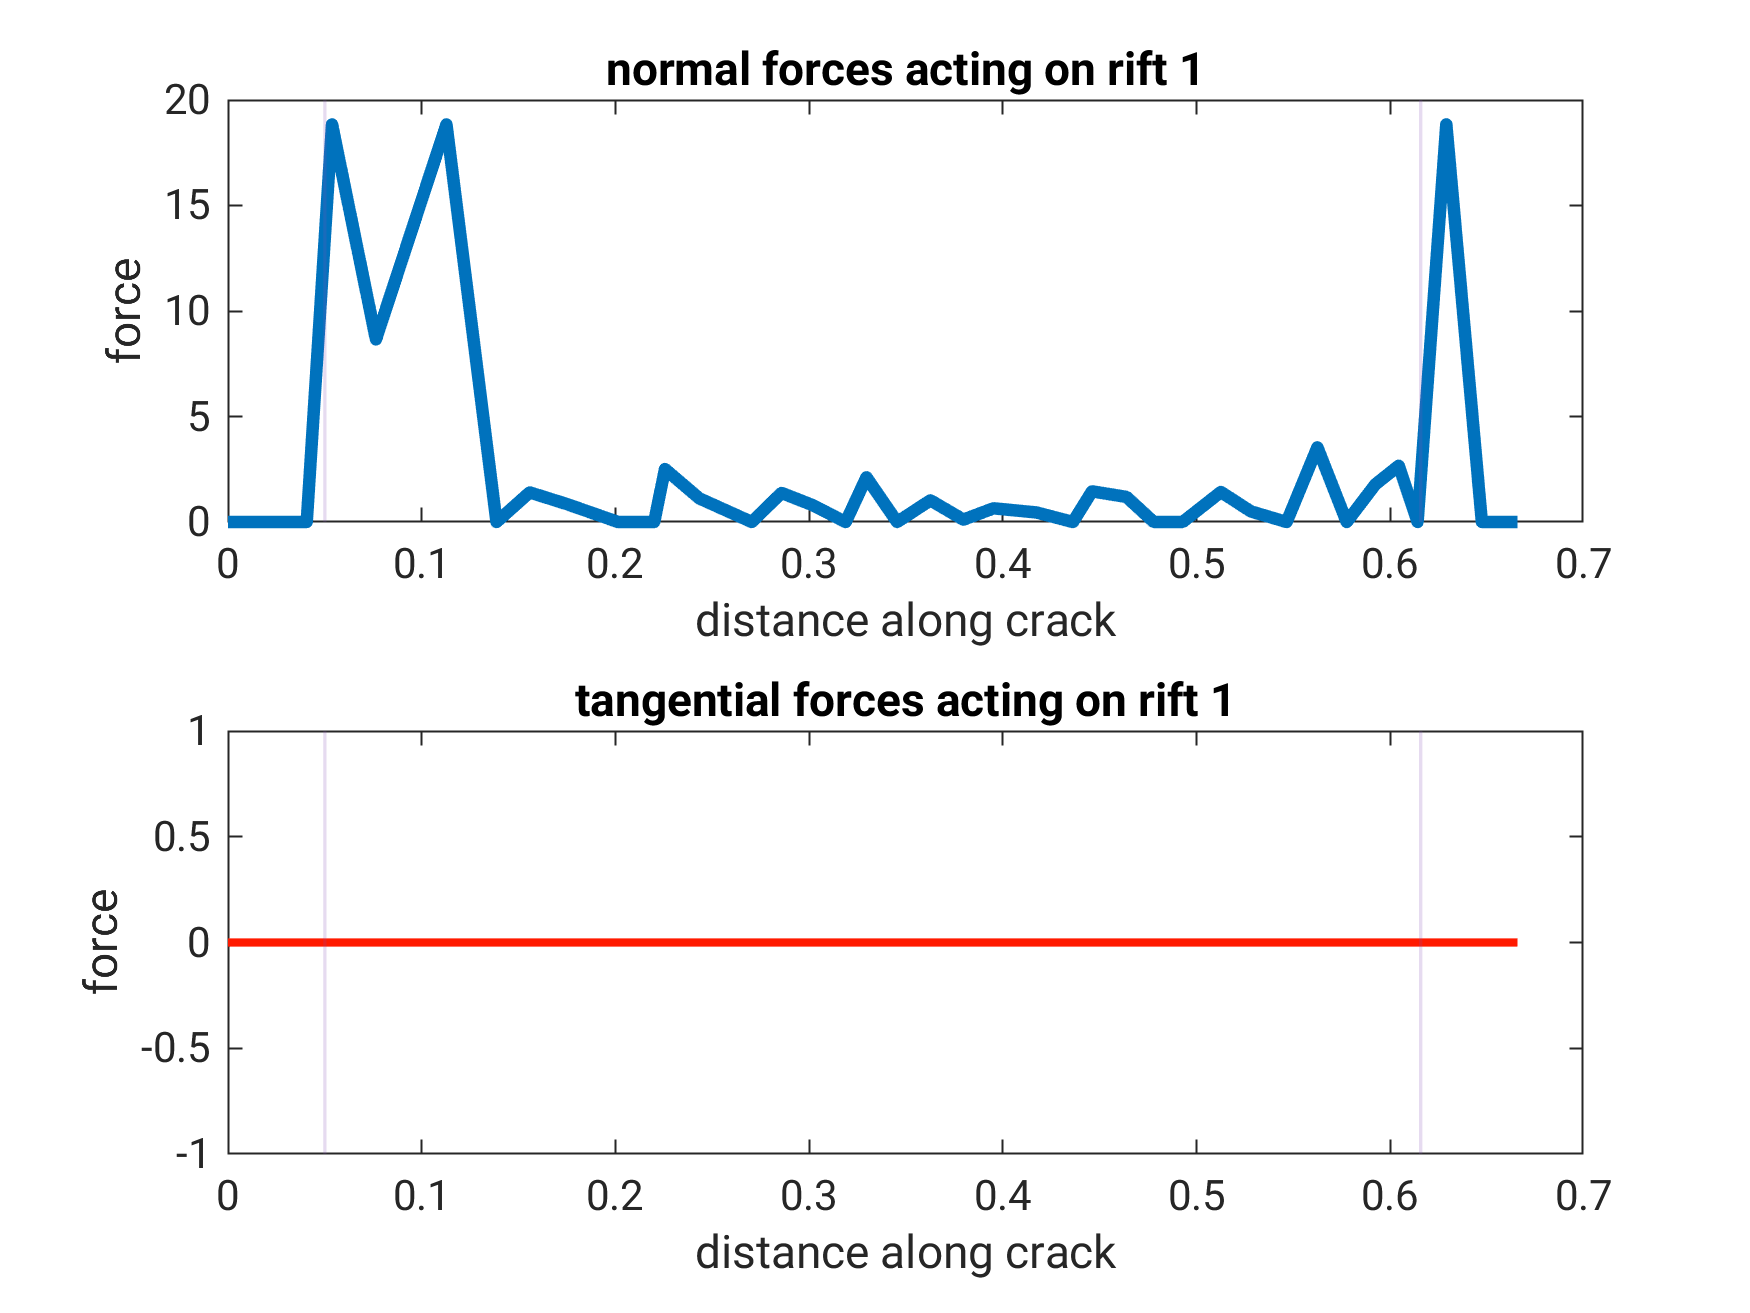 normal forces acting on rift 1
20
15
10
5
0
force
0 0.1 0.2 0.3 0.4 0.5 0.6 0.7
distance along crack
tangential forces acting on rift 1
1
0.5
0
-0.5
-1
force
0 0.1 0.2 0.3 0.4 0.5 0.6 0.7
distance along crack